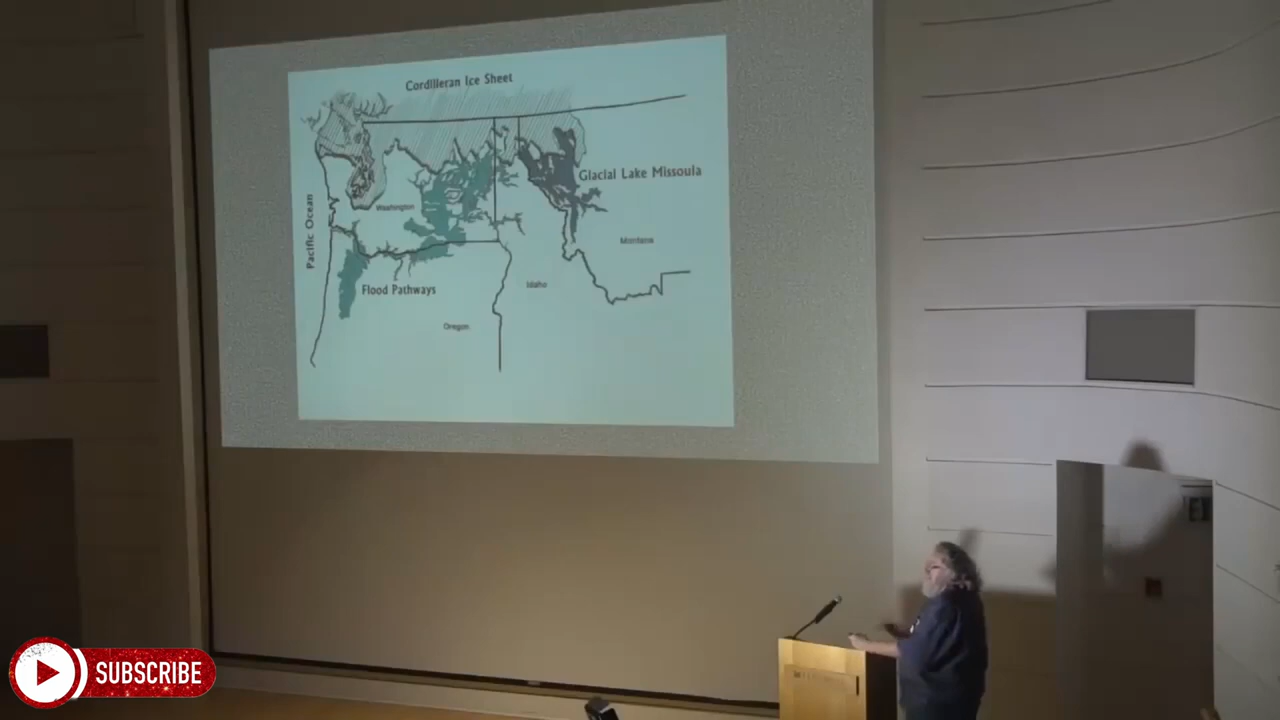 Cordilleran Ice Sheet
Glacial Lake Missoula
Pacific Ocean
Washington
Montana
Idaho
Flood Pathways
Oregon
SUBSCRIBE